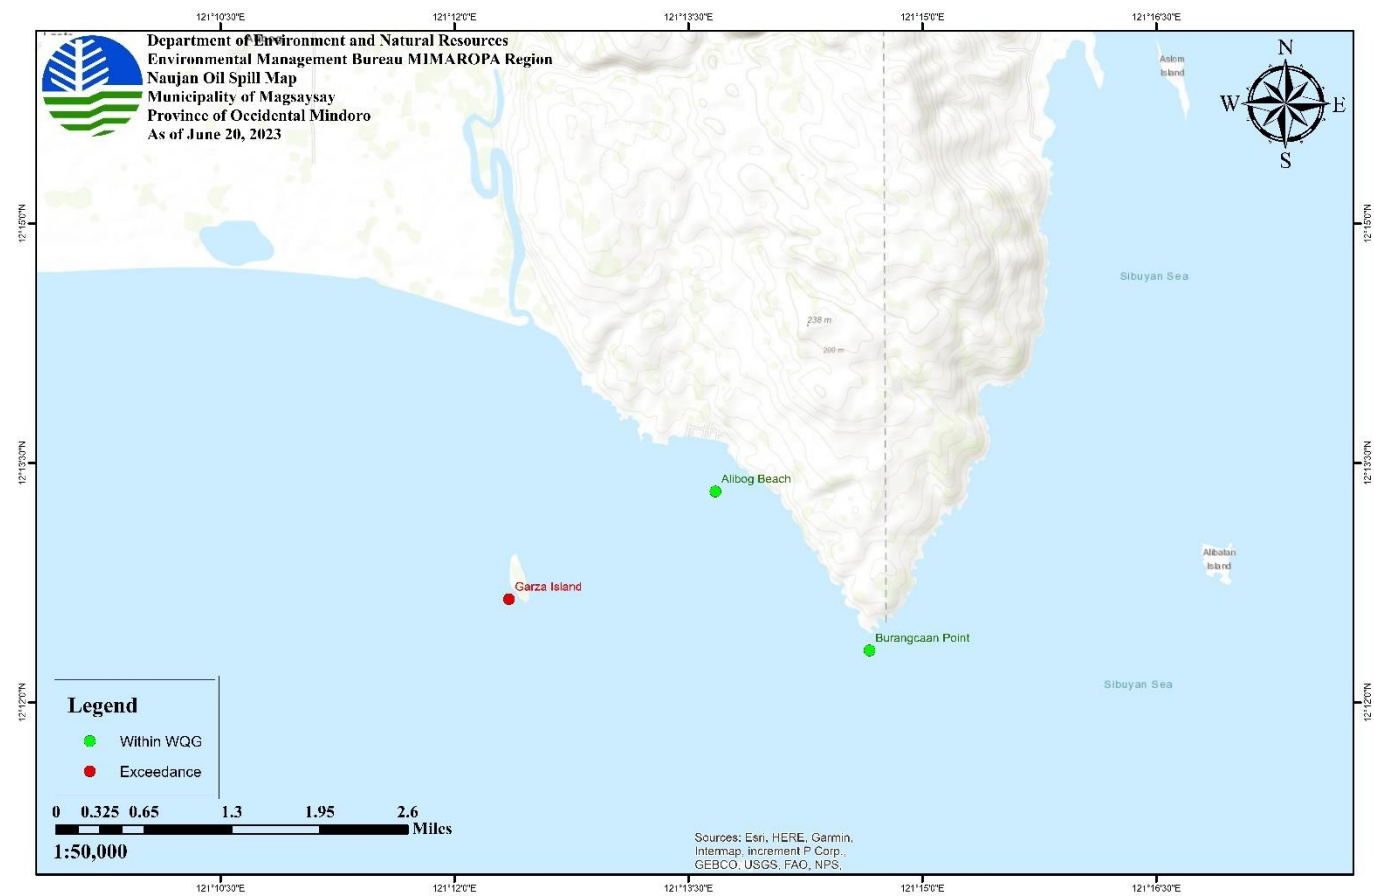 121°10'30"E
121°12'0"E
121°13'30"E
121°15'0"E
121°16'30"E
Department of Environment and Natural Resources
Environmental Management Bureau MIMAROPA Region
Naujan Oil Spill Map
Municipality of Magsaysay
Province of Occidental Mindoro
As of June 20, 2023
N
W
E
S
Aslom
Island
12°15'0"N
12°15'0"N
Sibuyan Sea
238 m
200 m
12°13'30"N
12°13'30"N
Alibog Beach
Alibatan
Island
Garza Island
Burangcaan Point
Sibuyan Sea
12°12'0"N
12°12'0"N
Legend
Within WQG
Exceedance
0 0.325 0.65 1.3 1.95 2.6
Miles
1:50,000
Sources: Esri, HERE, Garmin,
Intermap, increment P Corp.,
GEBCO, USGS, FAO, NPS,
121°10'30"E
121°12'0"E
121°13'30"E
121°15'0"E
121°16'30"E